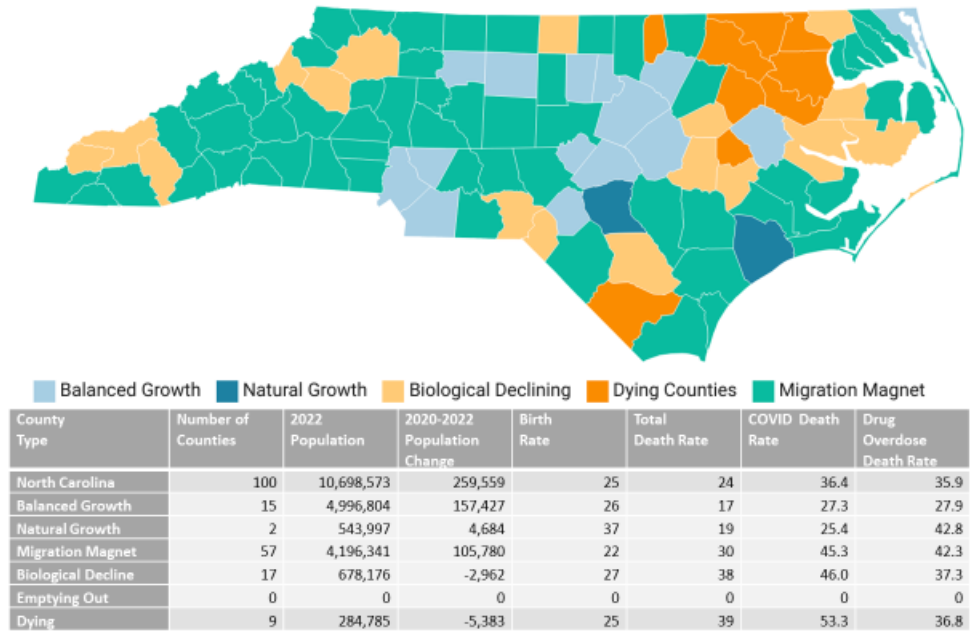 Balanced Growth Natural Growth Biological Declining Dying Counties Migration Magnet
County Type Number of Counties 2022 Population 2020-2022 Population Change Birth Rate Total Death Rate COVID Death Rate Drug Overdose Death Rate
North Carolina 100 10,698,573 259,559 25 24 36.4 35.9
Balanced Growth 15 4,996,804 157,427 26 17 27.3 27.9
Natural Growth 2 543,997 4,684 37 19 25.4 42.8
Migration Magnet 57 4,196,341 105,780 22 30 45.3 42.3
Biological Decline 17 678,176 -2,962 27 38 46.0 37.3
Emptying Out 0 0 0 0 0 0 0
Dying 9 284,785 -5,383 25 39 53.3 36.8